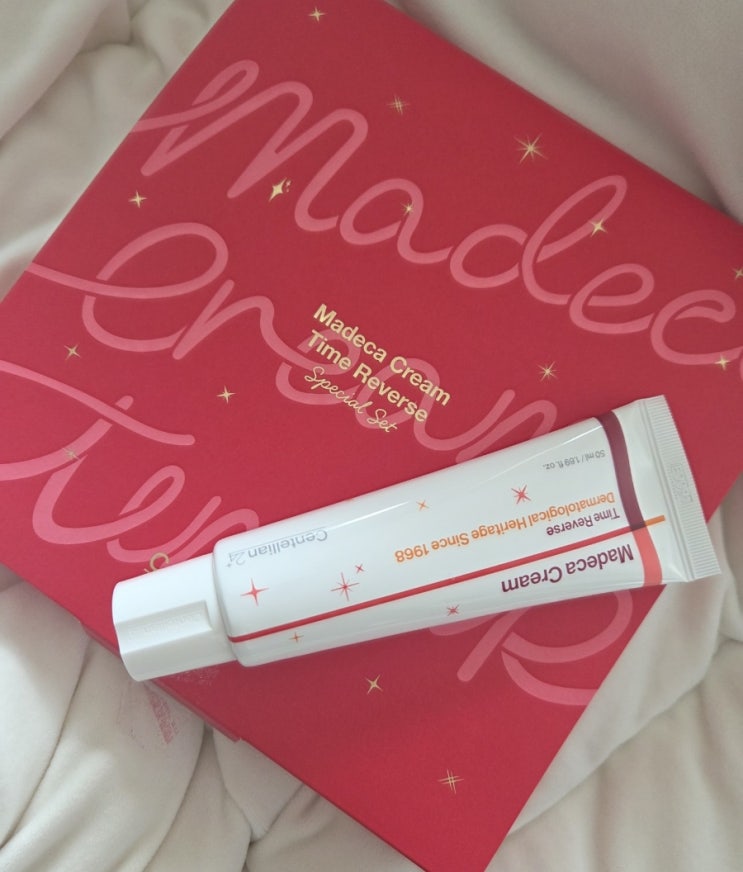 Madeca
Cream
Madeca Cream
Time Reverse
Special Set
Madeca Cream
Time Reverse
Dermatological Heritage Since 1968
50 ml / 1.69 fl. oz.
Centellian24+